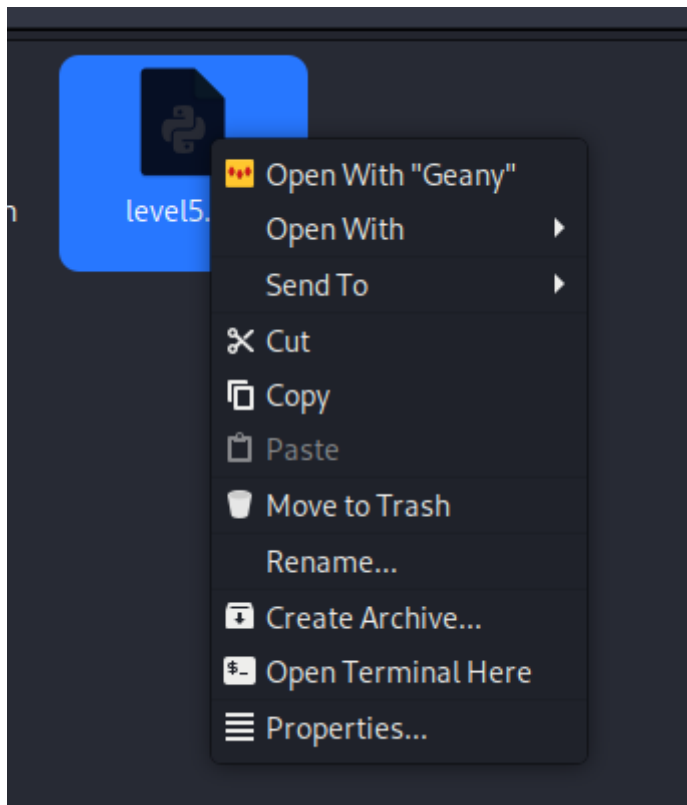 level5.
Open With "Geany"
Open With
Send To
Cut
Copy
Paste
Move to Trash
Rename...
Create Archive...
$_ Open Terminal Here
Properties...